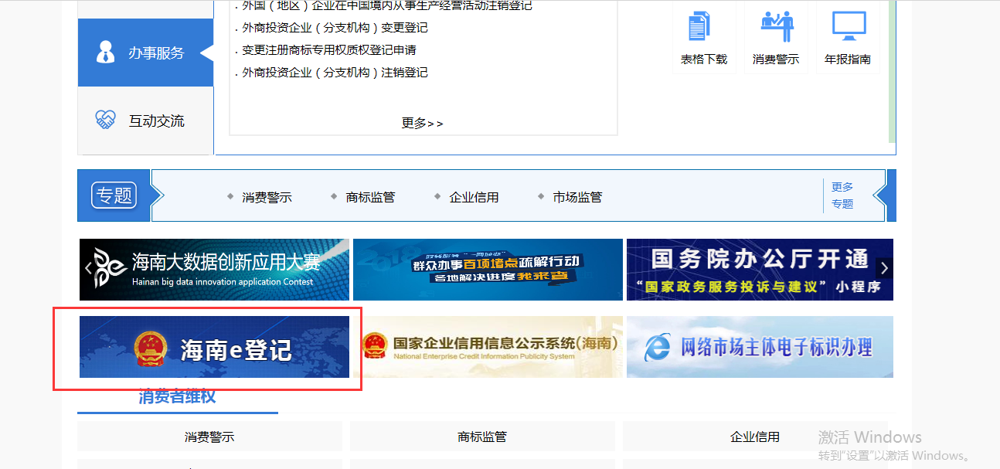 . 外国（地区）企业在中国境内从事生产经营活动注销登记
. 外商投资企业（分支机构）变更登记
. 变更注册商标专用权质权登记申请
. 外商投资企业（分支机构）注销登记
更多>>
办事服务
互动交流
表格下载 消费警示 年报指南
专题
消费警示 商标监管 企业信用 市场监管
更多
专题
海南大数据创新应用大赛
Hainan big data innovation application Contest
2018 政务服务“一网通办”
群众办事百项堵点疏解行动
各地解决进度我来查
国务院办公厅开通
“国家政务服务投诉与建议”小程序
海南e登记
国家企业信用信息公示系统(海南)
National Enterprise Credit Information Publicity System
网络市场主体电子标识办理
消费者维权
消费警示 商标监管 企业信用
激活 Windows
转到“设置”以激活 Windows。